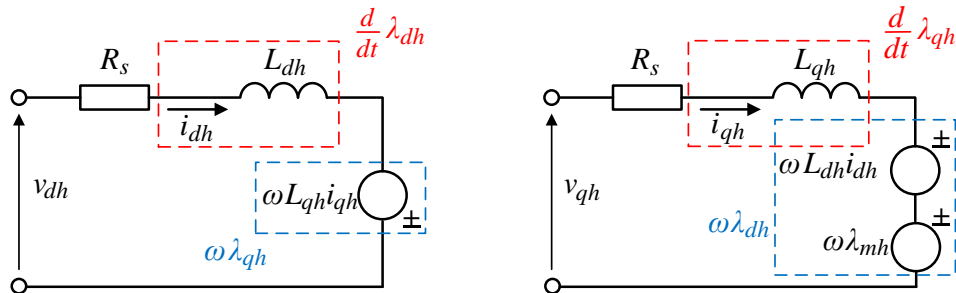 d/dt λdh
Rs
Ldh
idh
vdh
ωLqhiqh
±
ωλqh
d/dt λqh
Rs
Lqh
iqh
vqh
ωLdhidh
±
ωλdh
±
ωλmh